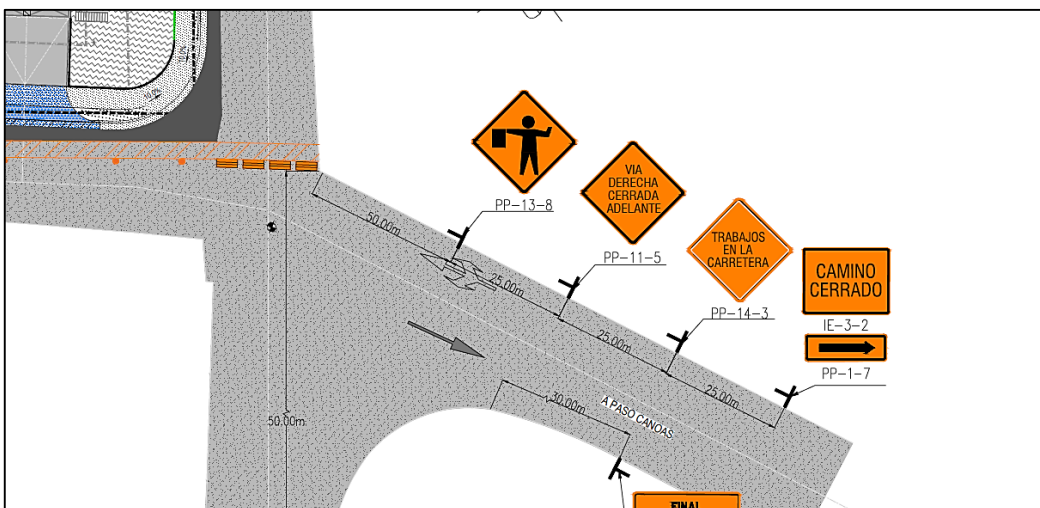 PP-13-8
VIA
DERECHA
CERRADA
ADELANTE
PP-11-5
TRABAJOS
EN LA
CARRETERA
PP-14-3
CAMINO
CERRADO
IE-3-2
PP-1-7
50.00m
25.00m
25.00m
25.00m
30.00m
A PASO CANOAS
50.00m
FINAL